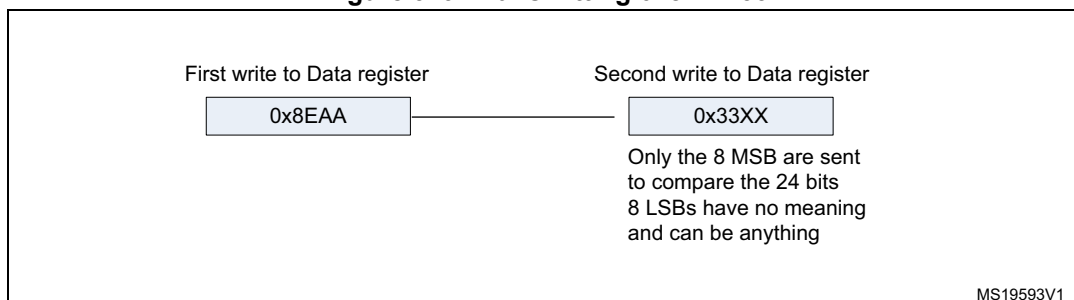 First write to Data register
Second write to Data register
0x8EAA
0x33XX
Only the 8 MSB are sent
to compare the 24 bits
8 LSBs have no meaning
and can be anything
MS19593V1